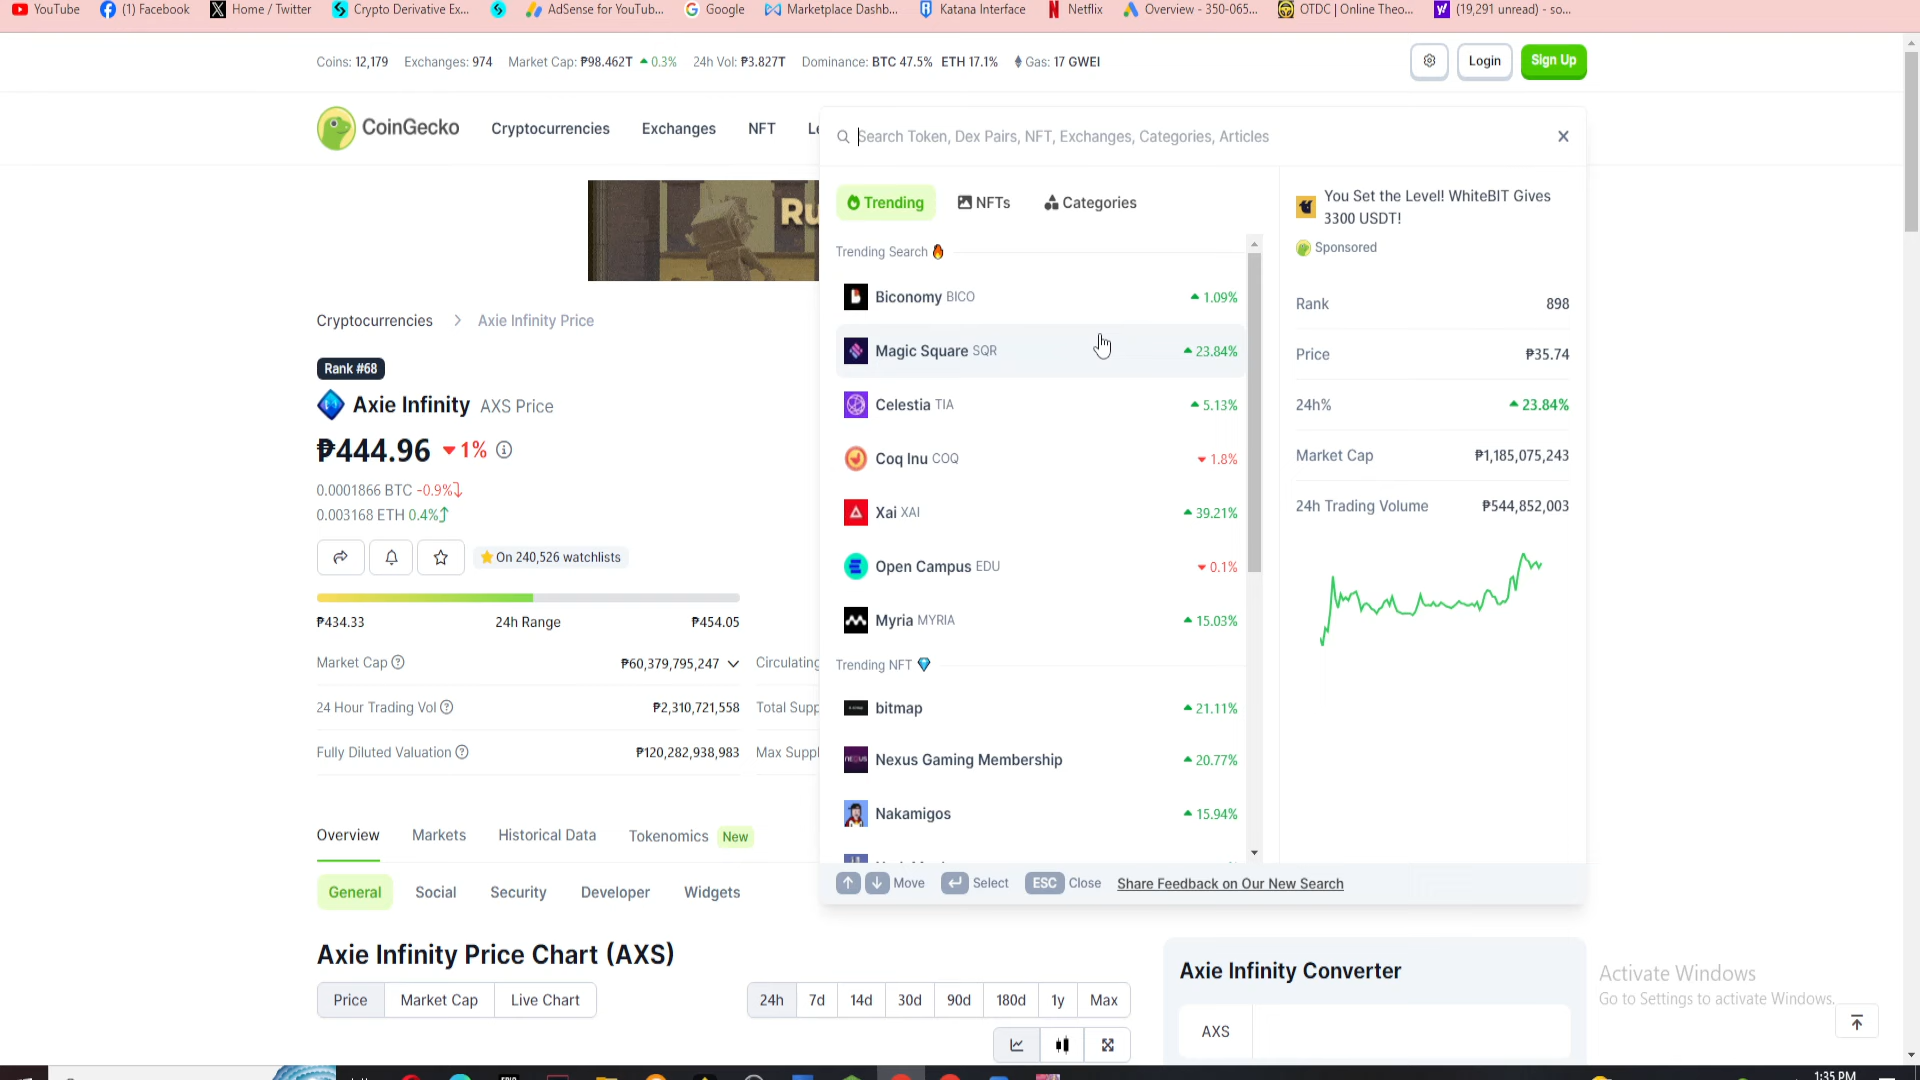 YouTube (1) Facebook Home / Twitter Crypto Derivative Ex... AdSense for YouTub... Google Marketplace Dashb... Katana Interface Netflix Overview - 350-065... OTDC | Online Theo... (19,291 unread) - so...
Coins: 12,179 Exchanges: 974 Market Cap: ₱98.462T 0.3% 24h Vol: ₱3.827T Dominance: BTC 47.5% ETH 17.1% Gas: 17 GWEI
Login Sign Up
CoinGecko Cryptocurrencies Exchanges NFT
Search Token, Dex Pairs, NFT, Exchanges, Categories, Articles
Ru
Trending NFTs Categories
Trending Search
Biconomy BICO 1.09%
Magic Square SQR 23.84%
Celestia TIA 5.13%
Coq Inu COQ 1.8%
Xai XAI 39.21%
Open Campus EDU 0.1%
Myria MYRIA 15.03%
Trending NFT
bitmap 21.11%
Nexus Gaming Membership 20.77%
Nakamigos 15.94%
Move Select ESC Close Share Feedback on Our New Search
You Set the Level! WhiteBIT Gives
3300 USDT!
Sponsored
Rank 898
Price ₱35.74
24h% 23.84%
Market Cap ₱1,185,075,243
24h Trading Volume ₱544,852,003
Cryptocurrencies > Axie Infinity Price
Rank #68
Axie Infinity AXS Price
₱444.96 1%
0.0001866 BTC -0.9%
0.003168 ETH 0.4%
On 240,526 watchlists
₱434.33 24h Range ₱454.05
Market Cap ₱60,379,795,247 Circulating
24 Hour Trading Vol ₱2,310,721,558 Total Supp
Fully Diluted Valuation ₱120,282,938,983 Max Suppl
Overview Markets Historical Data Tokenomics New
General Social Security Developer Widgets
Axie Infinity Price Chart (AXS)
Price Market Cap Live Chart
24h 7d 14d 30d 90d 180d 1y Max
Axie Infinity Converter
AXS
Activate Windows
Go to Settings to activate Windows.
1:35 PM